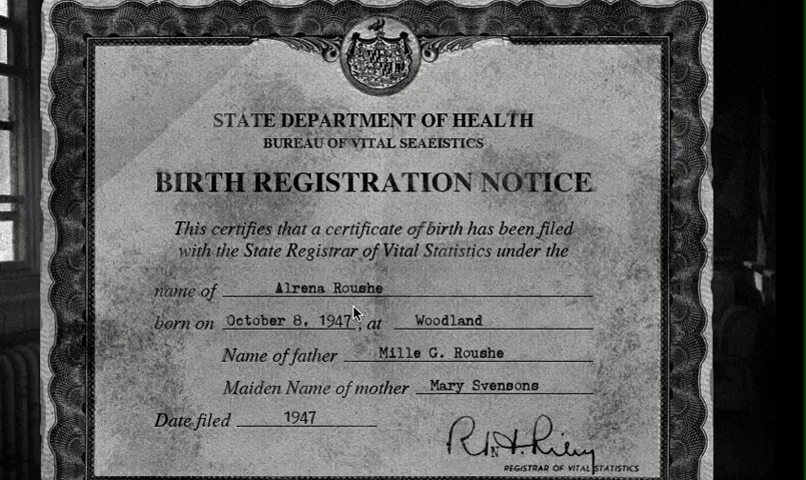 STATE DEPARTMENT OF HEALTH
BUREAU OF VITAL SEAEISTICS
BIRTH REGISTRATION NOTICE
This certifies that a certificate of birth has been filed
with the State Registrar of Vital Statistics under the
name of Alrena Roushe
born on October 8, 1947, at Woodland
Name of father Mille G. Roushe
Maiden Name of mother Mary Svensons
Date filed 1947
REGISTRAR OF VITAL STATISTICS